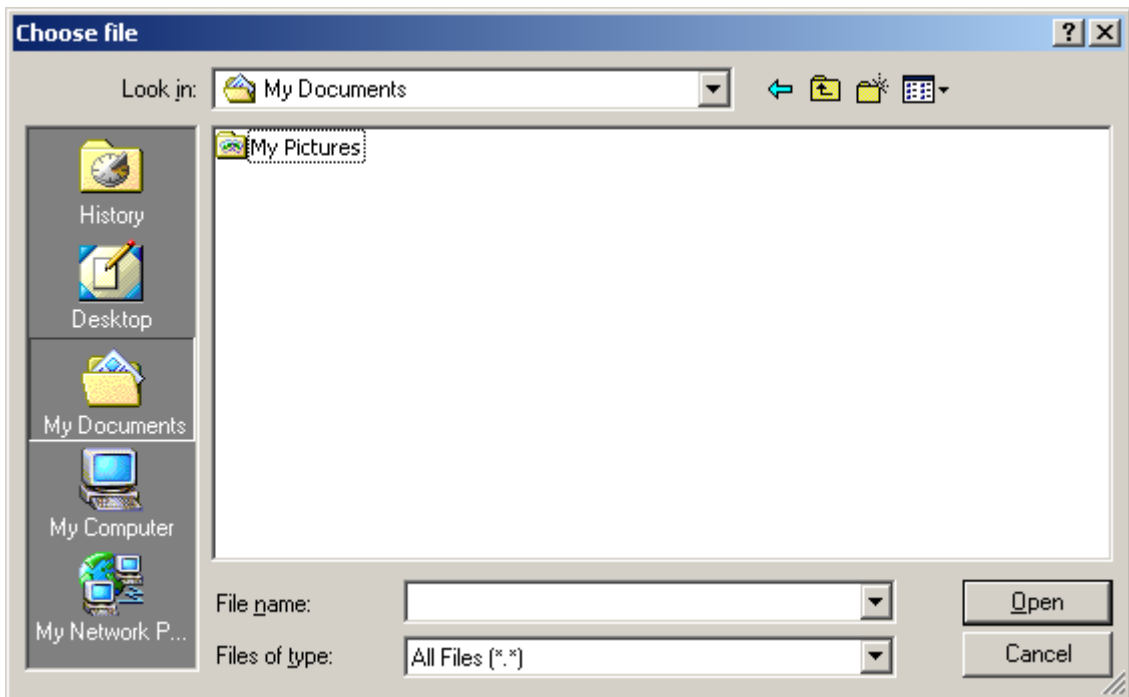 Choose file
Look in: My Documents
My Pictures
History
Desktop
My Documents
My Computer
My Network P...
File name:
Open
Files of type: All Files (*.*)
Cancel